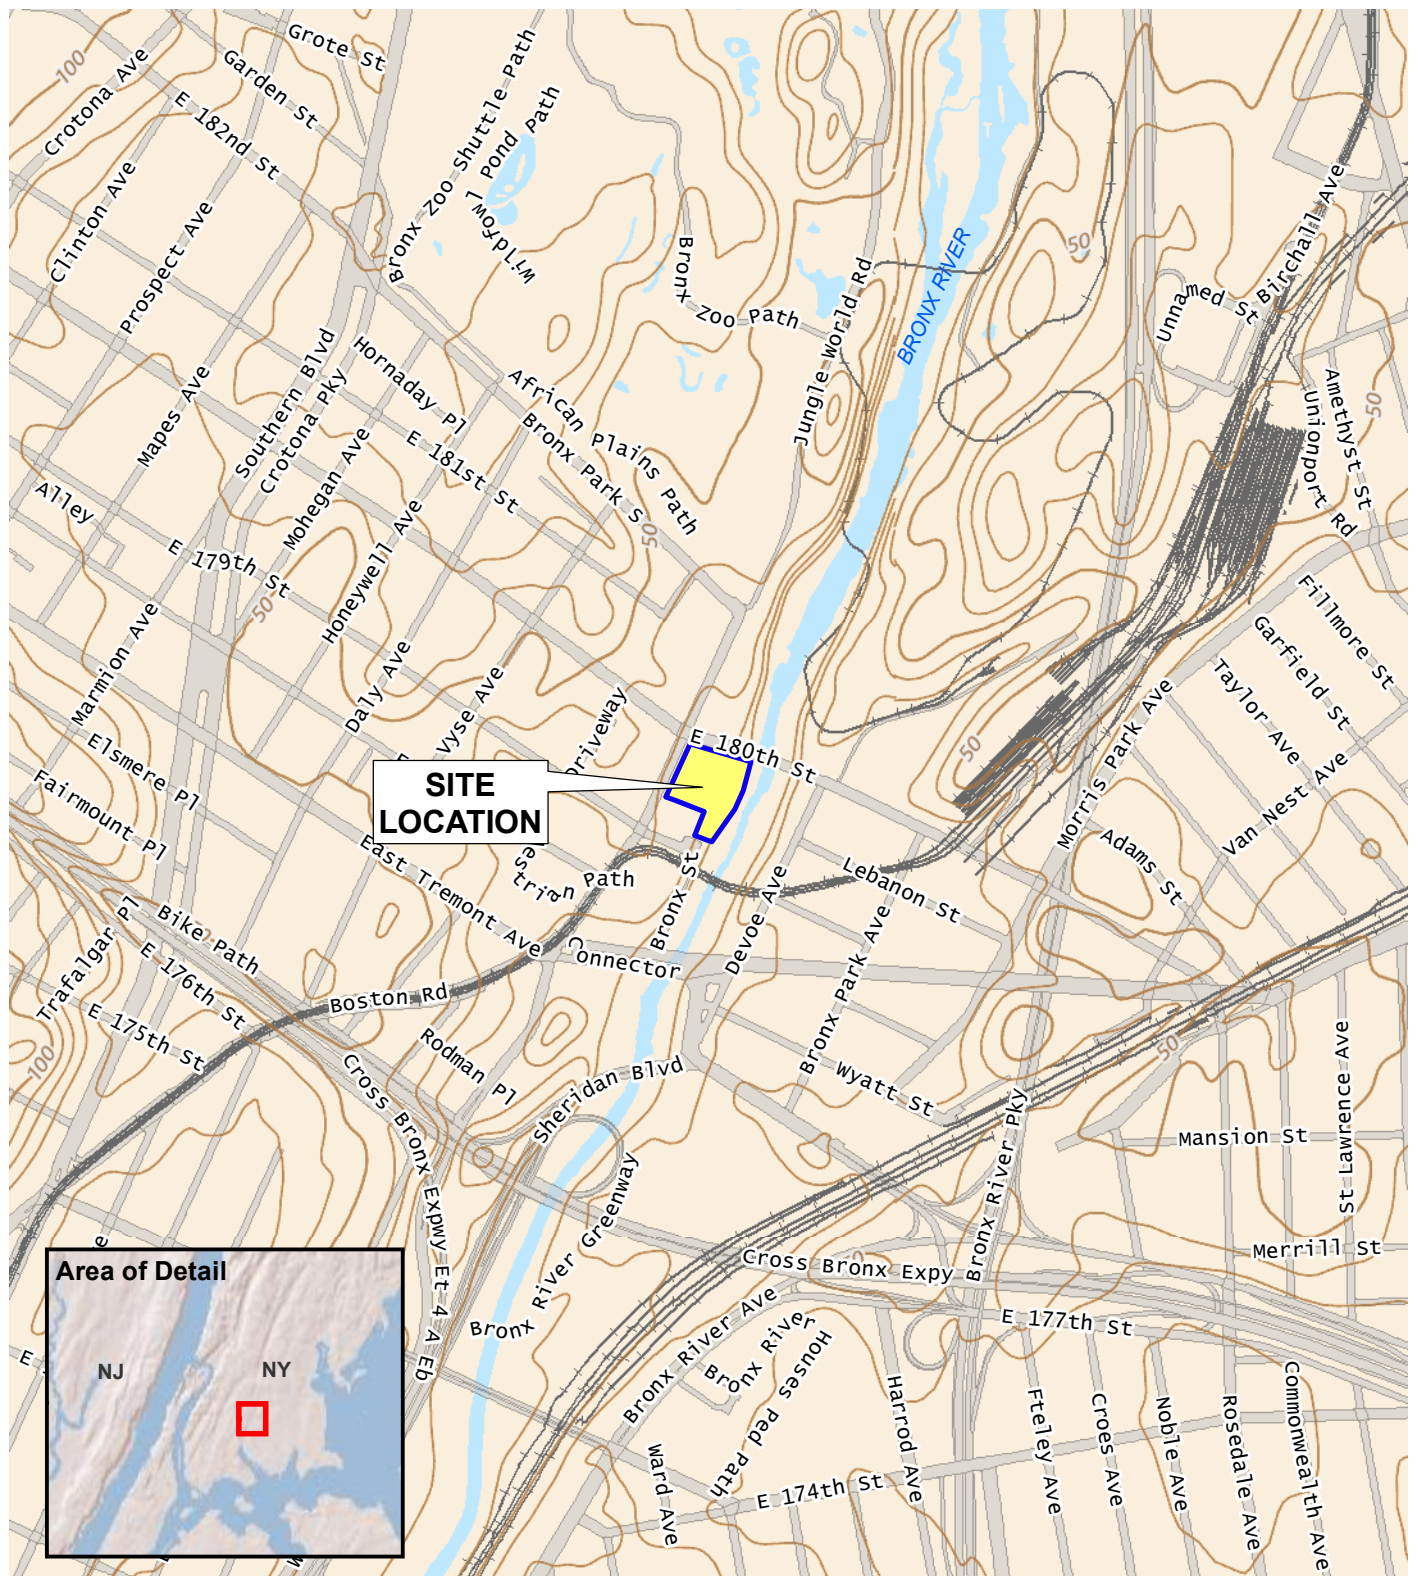 Grote St
Garden St
100
Crotona Ave
E 182nd St
Clinton Ave
Prospect Ave
Bronx Zoo Shuttle Path
Wildfowl Pond Path
Bronx Zoo Path
Jungle World Rd
BRONX RIVER
50
Unnamed St
Birchall Ave
Amethyst St
Unionport Rd
50
Mapes Ave
Southern Blvd
Crotona Pky
Hornaday Pl
African Plains Path
Bronx Park S
E 181st St
Mohegan Ave
Honeywell Ave
Alley
E 179th St
50
50
Marmion Ave
Daly Ave
Vyse Ave
Driveway
E 180th St
Fillmore St
Garfield St
Taylor Ave
Van Nest Ave
Morris Park Ave
50
Elsmere Pl
Fairmount Pl
SITE
LOCATION
East Tremont Ave
Path
Bronx St
Devoe Ave
Lebanon St
Adams St
Trafalgar Pl
Bike Path
E 176th St
E 175th St
100
Boston Rd
Connector
Bronx Park Ave
Rodman Pl
Sheridan Blvd
Wyatt St
50
St Lawrence Ave
Mansion St
Cross Bronx Expwy Et 4 A Eb
Bronx River Greenway
Bronx River Pky
Merrill St
Cross Bronx Expy
E 177th St
Bronx River Ave
Bronx River
Houses Ped Path
Harrod Ave
Fteley Ave
Croes Ave
Noble Ave
Rosedale Ave
Commonwealth Ave
Ward Ave
E 174th St
Area of Detail
NJ
NY